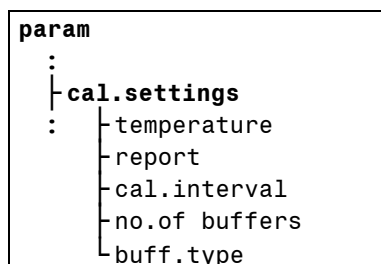 param
:
cal.settings
: temperature
report
cal.interval
no.of buffers
buff.type